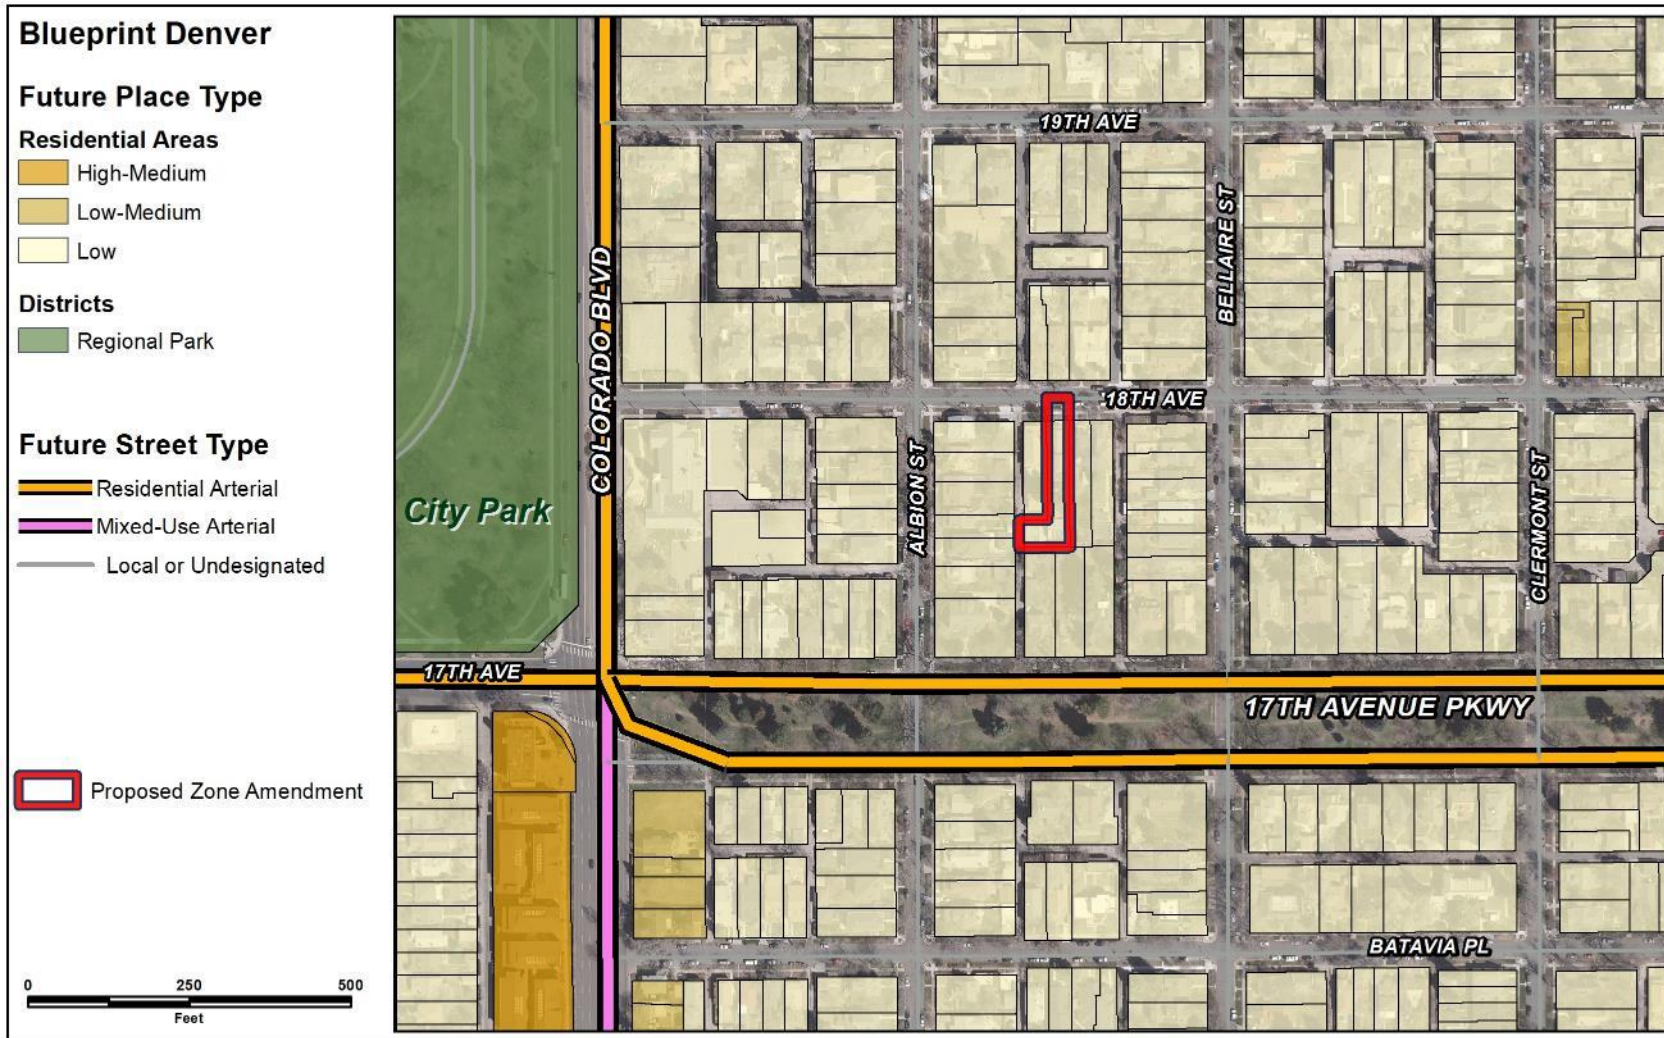 Blueprint Denver
Future Place Type
Residential Areas
High-Medium
Low-Medium
Low
Districts
Regional Park
Future Street Type
Residential Arterial
Mixed-Use Arterial
Local or Undesignated
Proposed Zone Amendment
0 250 500
Feet
19TH AVE
BELLAIRE ST
COLORADO BLVD
18TH AVE
ALBION ST
CLERMONT ST
City Park
17TH AVE
17TH AVENUE PKWY
BATAVIA PL